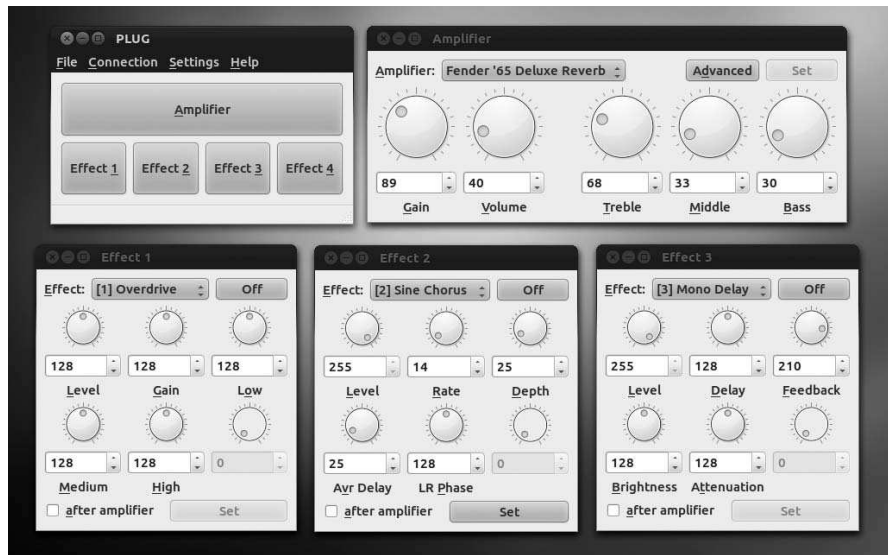 PLUG
File Connection Settings Help
Amplifier
Effect 1 Effect 2 Effect 3 Effect 4
Amplifier
Amplifier: Fender '65 Deluxe Reverb Advanced Set
89 40 68 33 30
Gain Volume Treble Middle Bass
Effect 1
Effect: [1] Overdrive Off
128 128 128
Level Gain Low
128 128 0
Medium High
after amplifier Set
Effect 2
Effect: [2] Sine Chorus Off
255 14 25
Level Rate Depth
25 128 0
Avr Delay LR Phase
after amplifier Set
Effect 3
Effect: [3] Mono Delay Off
255 128 210
Level Delay Feedback
128 128 0
Brightness Attenuation
after amplifier Set